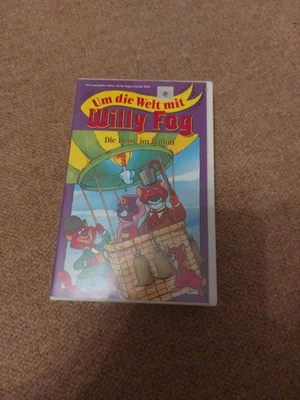 Um die Welt mit
Willy Fog
Die Reise im Ballon